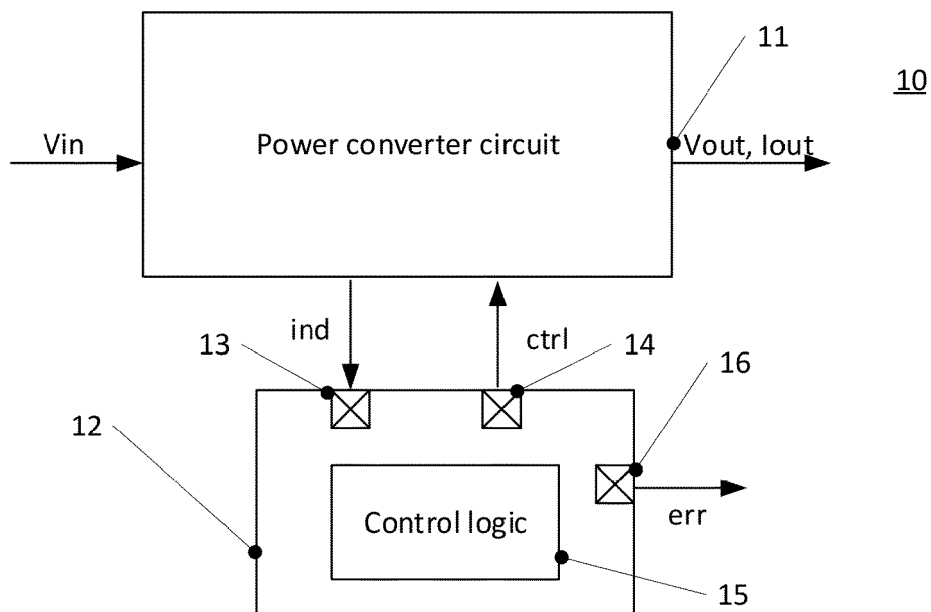 11
10
Vin
Power converter circuit
Vout, Iout
ind
ctrl
13
14
16
12
Control logic
err
15